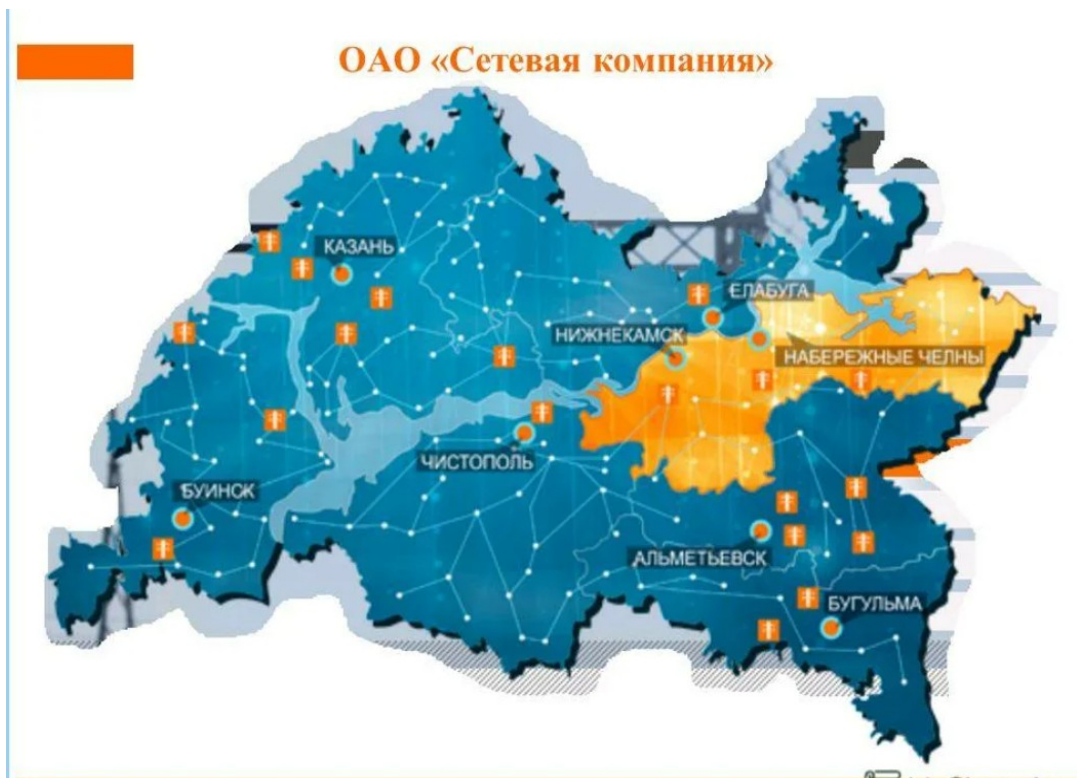 ОАО «Сетевая компания»
КАЗАНЬ
ЕЛАБУГА
НИЖНЕКАМСК
НАБЕРЕЖНЫЕ ЧЕЛНЫ
ЧИСТОПОЛЬ
БУИНСК
АЛЬМЕТЬЕВСК
БУГУЛЬМА